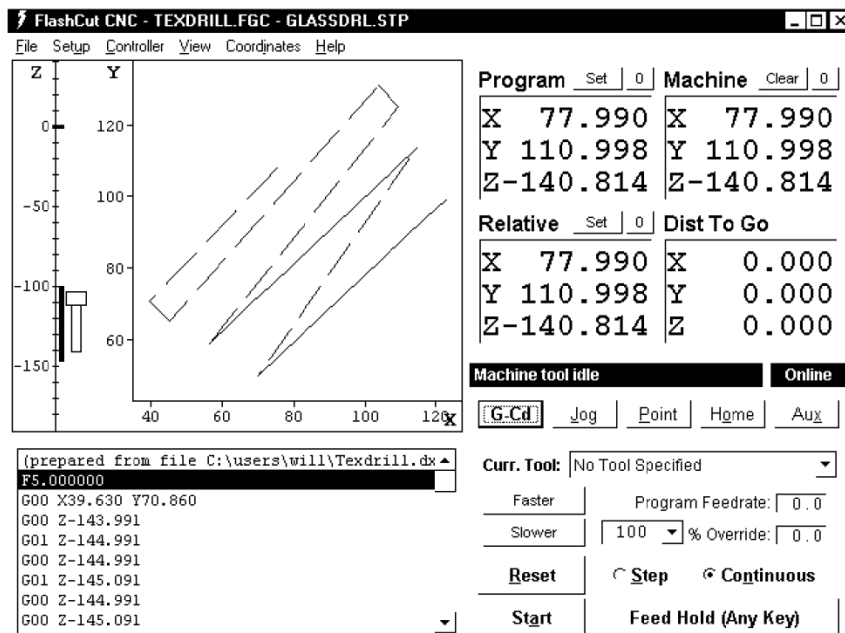 FlashCut CNC - TEXDRILL.FGC - GLASSDRL.STP
File Setup Controller View Coordinates Help
Z
0
-50
-100
-150
Y
120
100
80
60
40 60 80 100 120
X
Program Set 0
X 77.990
Y 110.998
Z-140.814
Machine Clear 0
X 77.990
Y 110.998
Z-140.814
Relative Set 0
X 77.990
Y 110.998
Z-140.814
Dist To Go
X 0.000
Y 0.000
Z 0.000
Machine tool idle Online
G-Cd Jog Point Home Aux
(prepared from file C:\users\will\Texdrill.dx
F5.000000
G00 X39.630 Y70.860
G00 Z-143.991
G01 Z-144.991
G00 Z-144.991
G01 Z-145.091
G00 Z-144.991
G00 Z-145.091
Curr. Tool: No Tool Specified
Faster Program Feedrate: 0.0
Slower 100 % Override: 0.0
Reset Step Continuous
Start Feed Hold (Any Key)